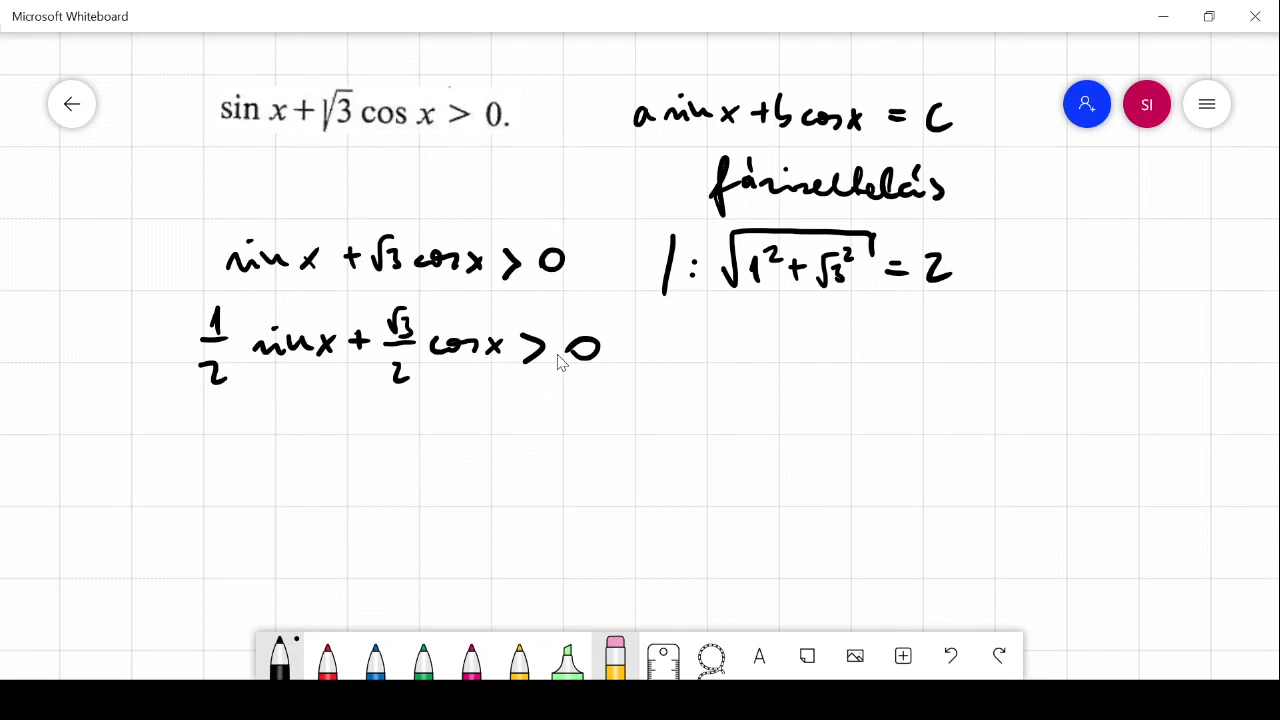 Microsoft Whiteboard
sin x + √3 cos x > 0.
a sin x + b cos x = c
SI
fáziseltolás
sin x + √3 cos x > 0
/ : √(1² + √3²) = 2
1/2 sin x + √3/2 cos x > 0
A